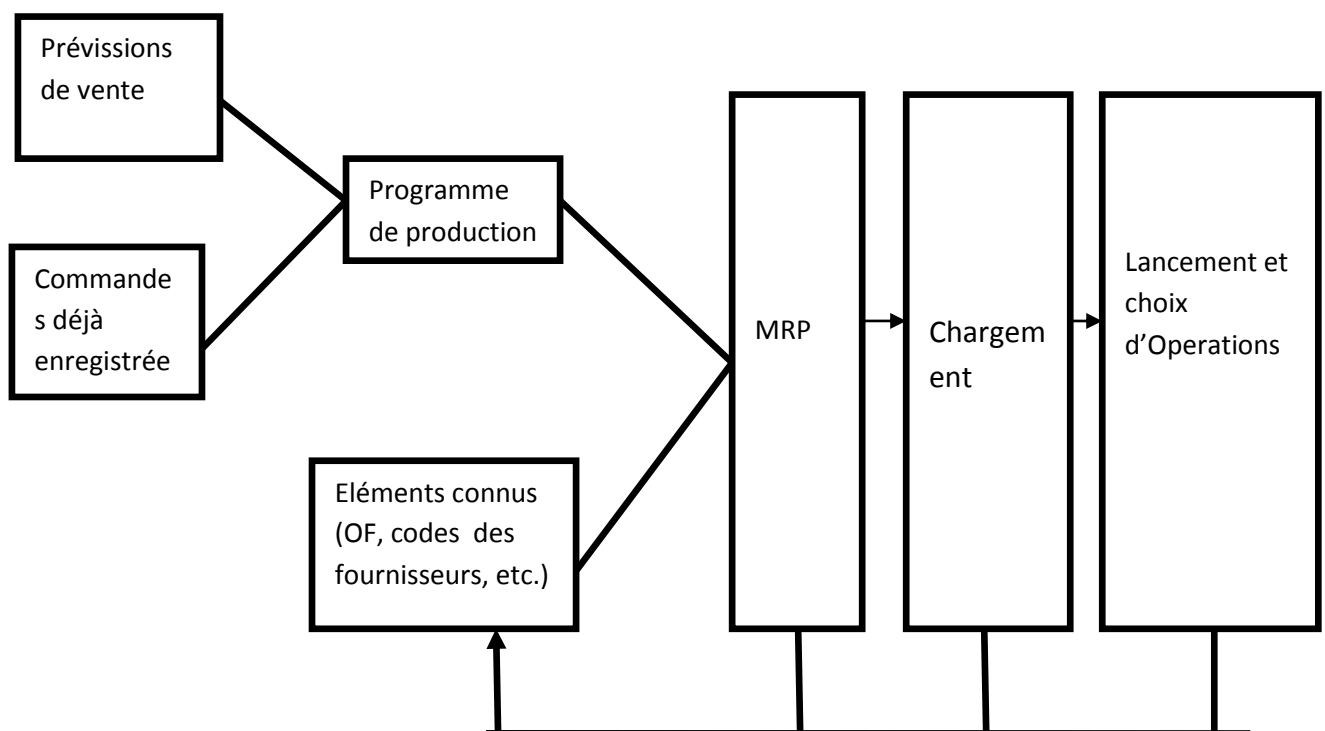 Prévissions
de vente
Commande
s déjà
enregistrée
Programme
de production
Eléments connus
(OF, codes des
fournisseurs, etc.)
MRP
Chargem
ent
Lancement et
choix
d’Operations